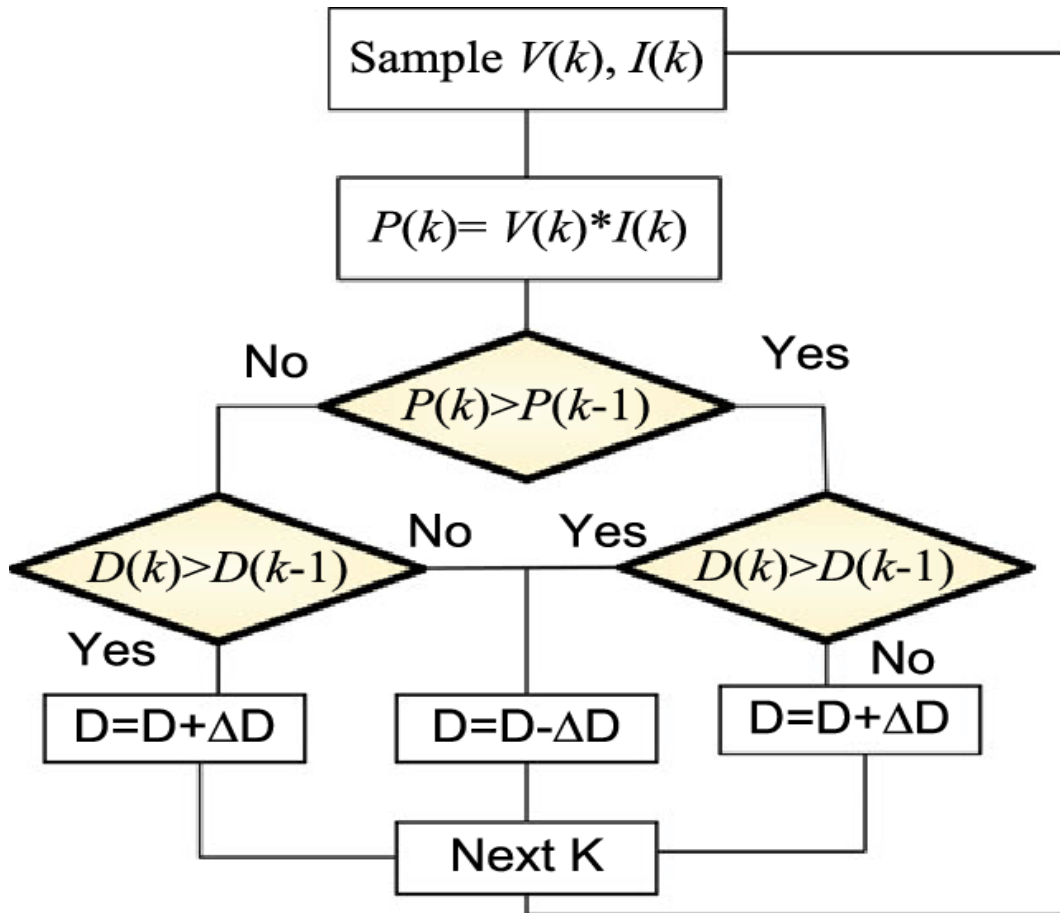 Sample V(k), I(k)
P(k)= V(k)*I(k)
No
Yes
P(k)>P(k-1)
No
Yes
D(k)>D(k-1)
D(k)>D(k-1)
Yes
No
D=D+ΔD
D=D-ΔD
D=D+ΔD
Next K